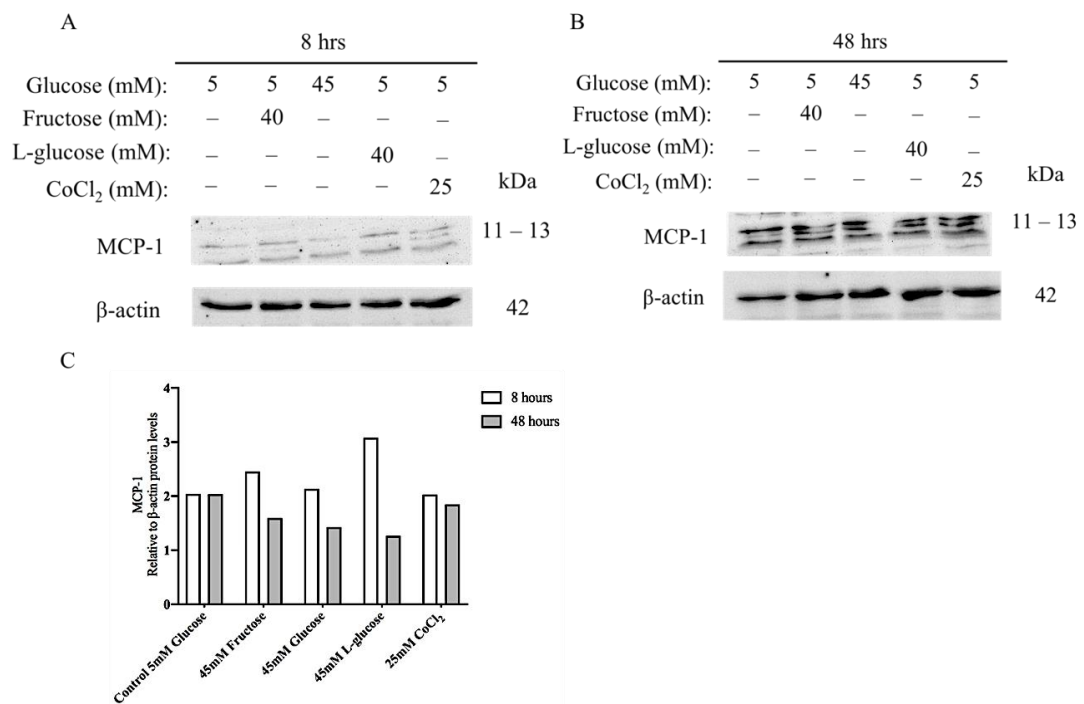 A
8 hrs
Glucose (mM): 5 5 45 5 5
Fructose (mM): – 40 – – –
L-glucose (mM): – – – 40 –
CoCl₂ (mM): – – – – 25 kDa
MCP-1 11 – 13
β-actin 42
B
48 hrs
Glucose (mM): 5 5 45 5 5
Fructose (mM): – 40 – – –
L-glucose (mM): – – – 40 –
CoCl₂ (mM): – – – – 25 kDa
MCP-1 11 – 13
β-actin 42
C
MCP-1
Relative to β-actin protein levels
4
3
2
1
0
8 hours
48 hours
Control 5mM Glucose
45mM Fructose
45mM Glucose
45mM L-glucose
25mM CoCl₂